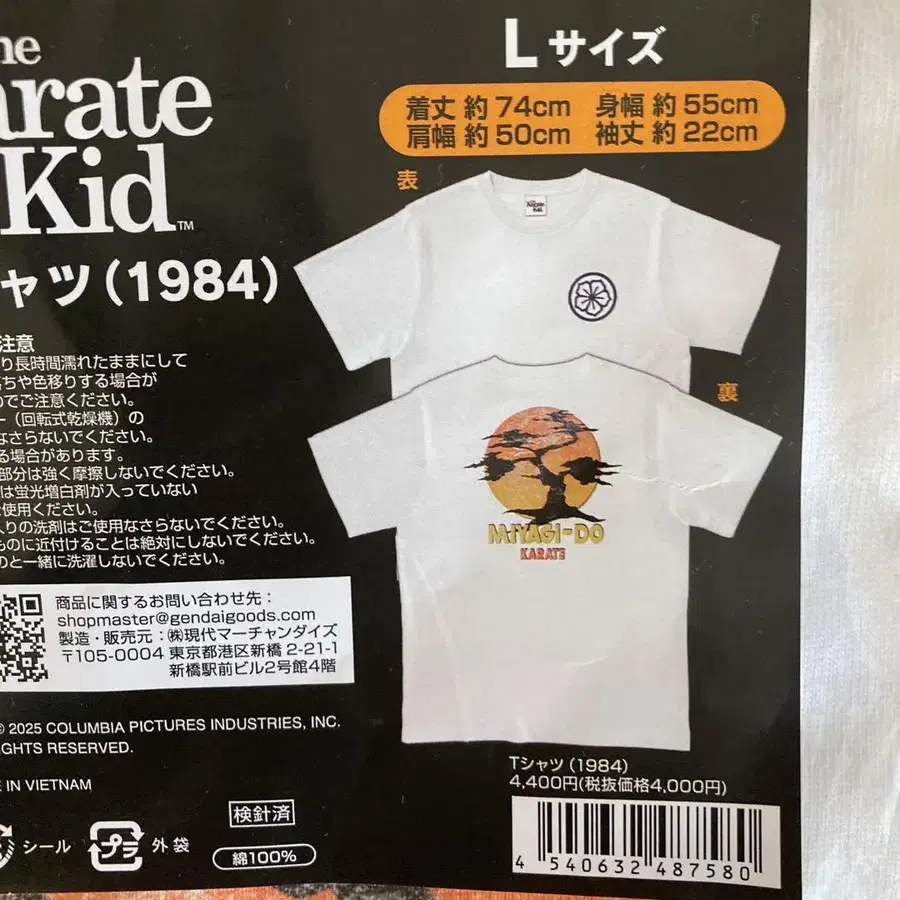 he
arate
Kid™
ャツ(1984)
注意
り長時間濡れたままにして
落ちや色移りする場合が
のでご注意ください。
ー(回転式乾燥機)の
なさらないでください。
る場合があります。
部分は強く摩擦しないでください。
は蛍光増白剤が入っていない
使用ください。
入りの洗剤はご使用なさらないでください。
ものに近付けることは絶対にしないでください。
のと一緒に洗濯しないでください。
商品に関するお問い合わせ先:
shopmaster@gendaigoods.com
製造・販売元:㈱現代マーチャンダイズ
〒105-0004 東京都港区新橋 2-21-1
新橋駅前ビル2号館4階
© 2025 COLUMBIA PICTURES INDUSTRIES, INC.
GHTS RESERVED.
E IN VIETNAM
シール
プラ
外袋
検針済
綿100%
Lサイズ
着丈 約74cm 身幅 約55cm
肩幅 約50cm 袖丈 約22cm
表
The
Karate
Kid
裏
MIYAGI-DO
KARATE
Tシャツ(1984)
4,400円(税抜価格4,000円)
4 540632 487580